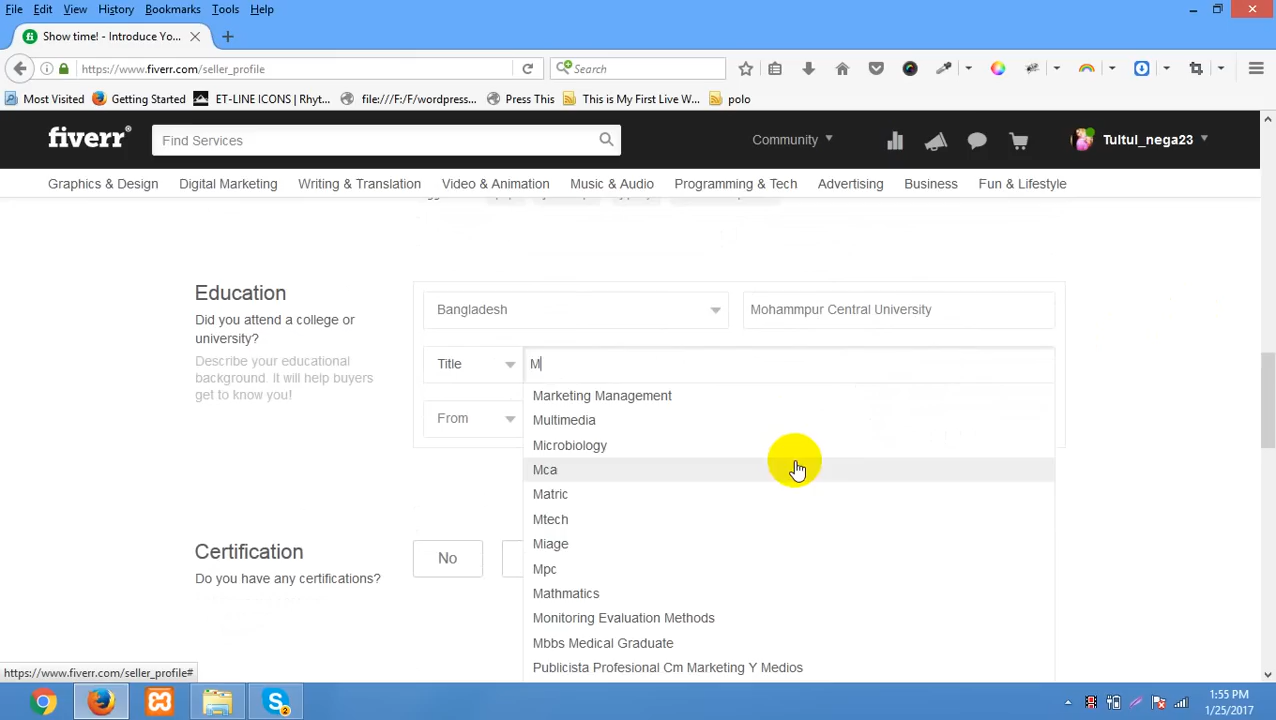 File Edit View History Bookmarks Tools Help
Show time! - Introduce Yo...
https://www.fiverr.com/seller_profile
Search
Most Visited Getting Started ET-LINE ICONS | Rhyt... file:///F:/F/wordpress... Press This This is My First Live W... polo
fiverr® Find Services Community Tultul_nega23
Graphics & Design Digital Marketing Writing & Translation Video & Animation Music & Audio Programming & Tech Advertising Business Fun & Lifestyle
Education
Did you attend a college or
university?
Describe your educational
background. It will help buyers
get to know you!
Bangladesh Mohammpur Central University
Title M
From
Marketing Management
Multimedia
Microbiology
Mca
Matric
Mtech
Miage
Mpc
Mathmatics
Monitoring Evaluation Methods
Mbbs Medical Graduate
Publicista Profesional Cm Marketing Y Medios
Certification
Do you have any certifications?
No
https://www.fiverr.com/seller_profile#
2
1:55 PM
1/25/2017